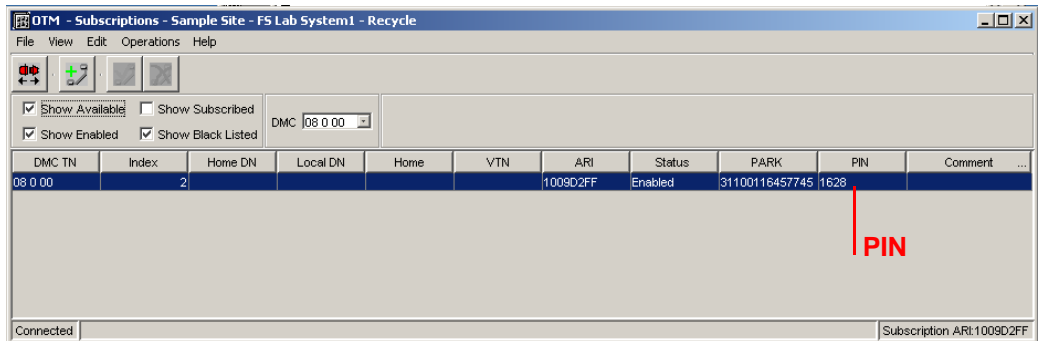 OTM - Subscriptions - Sample Site - FS Lab System1 - Recycle
File View Edit Operations Help
Show Available Show Subscribed
DMC 08 0 00
Show Enabled Show Black Listed
DMC TN Index Home DN Local DN Home VTN ARI Status PARK PIN Comment ...
08 0 00 2 1009D2FF Enabled 31100116457745 1628
PIN
Connected Subscription ARI:1009D2FF